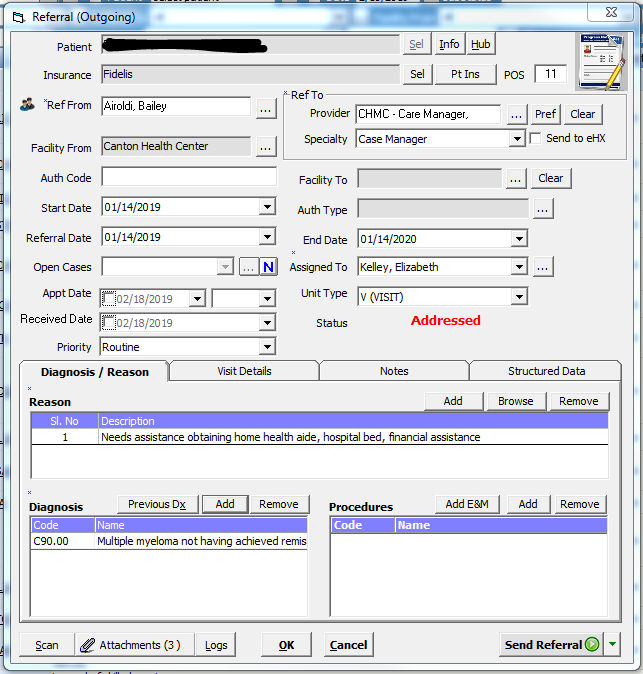 Referral (Outgoing)
Patient Sel Info Hub
Insurance Fidelis Sel Pt Ins POS 11
*Ref From Airoldi, Bailey ...
Ref To
Provider CHMC - Care Manager, ... Pref Clear
Specialty Case Manager Send to eHX
Facility From Canton Health Center ...
Auth Code
Facility To ... Clear
Start Date 01/14/2019
Auth Type ...
Referral Date 01/14/2019
End Date 01/14/2020
Open Cases ... N
Assigned To Kelley, Elizabeth ...
Appt Date 02/18/2019
Unit Type V (VISIT)
Received Date 02/18/2019
Status Addressed
Priority Routine
Diagnosis / Reason Visit Details Notes Structured Data
Reason Add Browse Remove
Sl. No Description
1 Needs assistance obtaining home health aide, hospital bed, financial assistance
Diagnosis Previous Dx Add Remove
Code Name
C90.00 Multiple myeloma not having achieved remis
Procedures Add E&M Add Remove
Code Name
Scan Attachments (3) Logs OK Cancel Send Referral